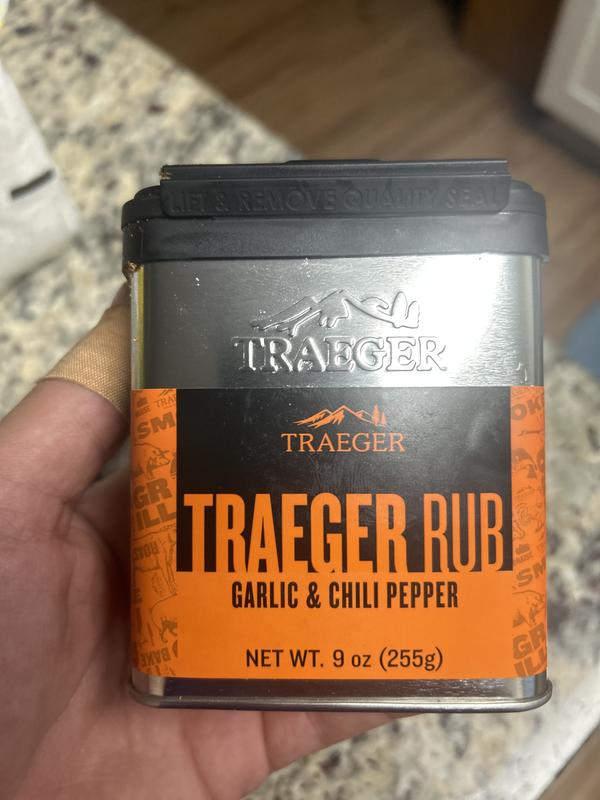 LIFT & REMOVE QUALITY SEAL
TRAEGER
TRAEGER
TRAEGER RUB
GARLIC & CHILI PEPPER
NET WT. 9 oz (255g)